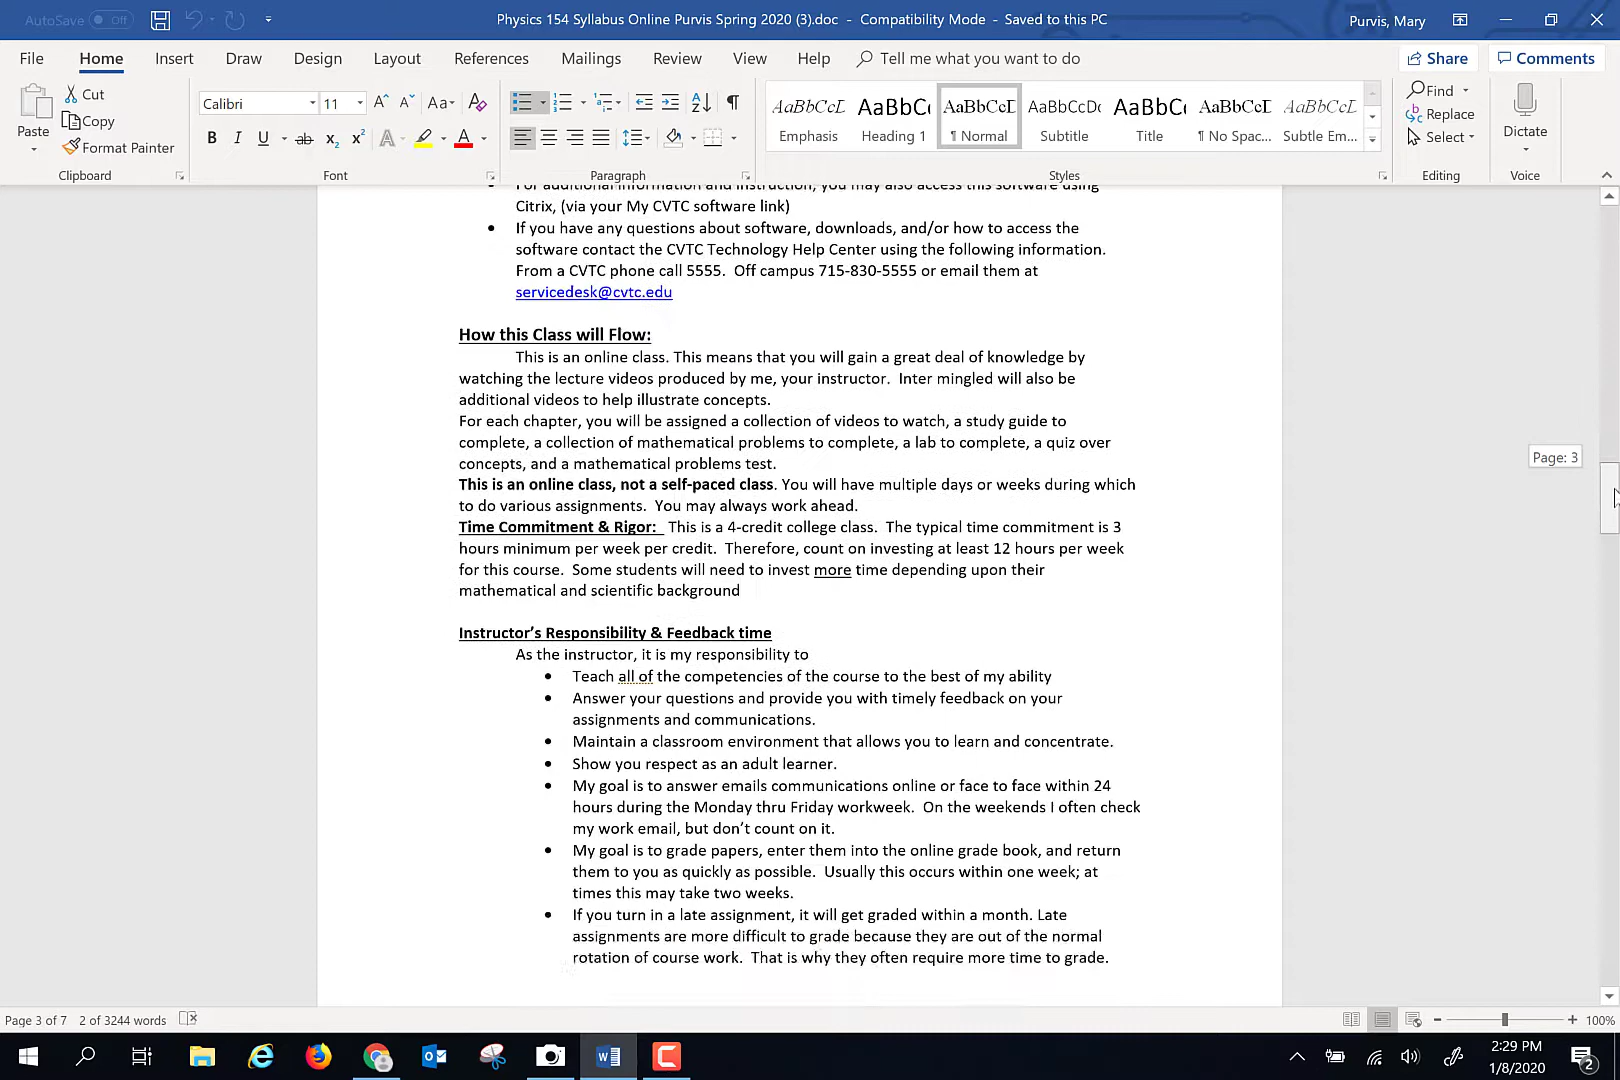 AutoSave Off
Physics 154 Syllabus Online Purvis Spring 2020 (3).doc - Compatibility Mode - Saved to this PC
Purvis, Mary
File Home Insert Draw Design Layout References Mailings Review View Help Tell me what you want to do Share Comments
Paste
Cut
Copy
Format Painter
Clipboard
Calibri 11
Font
Paragraph
AaBbCcL AaBbC( AaBbCcI AaBbCcDc AaBbC( AaBbCcI AaBbCcI
Emphasis Heading 1 ¶ Normal Subtitle Title ¶ No Spac... Subtle Em...
Styles
Find
Replace
Select
Editing
Dictate
Voice
For additional information and instruction, you may also access this software using
Citrix, (via your My CVTC software link)
• If you have any questions about software, downloads, and/or how to access the
software contact the CVTC Technology Help Center using the following information.
From a CVTC phone call 5555. Off campus 715-830-5555 or email them at
servicedesk@cvtc.edu
How this Class will Flow:
This is an online class. This means that you will gain a great deal of knowledge by
watching the lecture videos produced by me, your instructor. Inter mingled will also be
additional videos to help illustrate concepts.
For each chapter, you will be assigned a collection of videos to watch, a study guide to
complete, a collection of mathematical problems to complete, a lab to complete, a quiz over
concepts, and a mathematical problems test.
This is an online class, not a self-paced class. You will have multiple days or weeks during which
to do various assignments. You may always work ahead.
Time Commitment & Rigor: This is a 4-credit college class. The typical time commitment is 3
hours minimum per week per credit. Therefore, count on investing at least 12 hours per week
for this course. Some students will need to invest more time depending upon their
mathematical and scientific background
Instructor's Responsibility & Feedback time
As the instructor, it is my responsibility to
• Teach all of the competencies of the course to the best of my ability
• Answer your questions and provide you with timely feedback on your
assignments and communications.
• Maintain a classroom environment that allows you to learn and concentrate.
• Show you respect as an adult learner.
• My goal is to answer emails communications online or face to face within 24
hours during the Monday thru Friday workweek. On the weekends I often check
my work email, but don't count on it.
• My goal is to grade papers, enter them into the online grade book, and return
them to you as quickly as possible. Usually this occurs within one week; at
times this may take two weeks.
• If you turn in a late assignment, it will get graded within a month. Late
assignments are more difficult to grade because they are out of the normal
rotation of course work. That is why they often require more time to grade.
Page: 3
Page 3 of 7 2 of 3244 words
100%
2:29 PM
1/8/2020
2